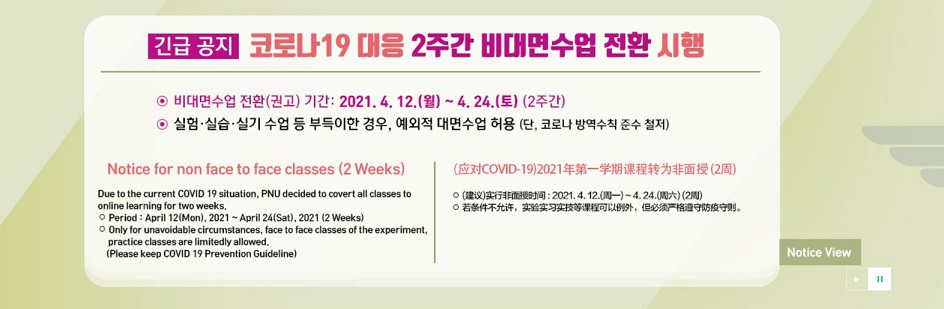 긴급 공지 코로나19 대응 2주간 비대면수업 전환 시행
◉ 비대면수업 전환(권고) 기간: 2021. 4. 12.(월) ~ 4. 24.(토) (2주간)
◉ 실험·실습·실기 수업 등 부득이한 경우, 예외적 대면수업 허용 (단, 코로나 방역수칙 준수 철저)
Notice for non face to face classes (2 Weeks)
Due to the current COVID 19 situation, PNU decided to covert all classes to
online learning for two weeks.
○ Period : April 12(Mon), 2021 ~ April 24(Sat), 2021 (2 Weeks)
○ Only for unavoidable circumstances, face to face classes of the experiment,
practice classes are limitedly allowed.
(Please keep COVID 19 Prevention Guideline)
(应对COVID-19)2021年第一学期课程转为非面授 (2周)
○ (建议)实行非面授时间 : 2021. 4. 12.(周一) ~ 4. 24.(周六) (2周)
○ 若条件不允许，实验实习实技等课程可以例外，但必须严格遵守防疫守则。
Notice View